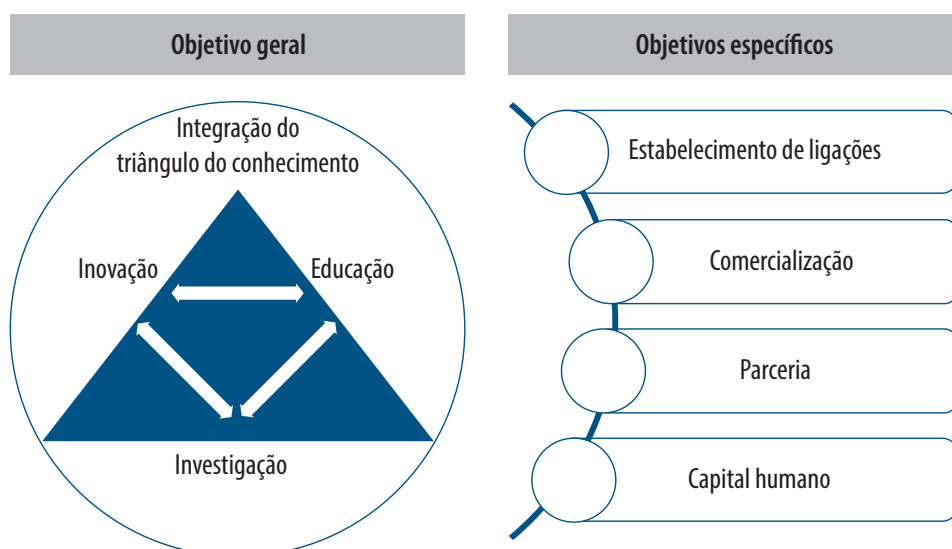 Objetivo geral
Integração do
triângulo do conhecimento
Inovação
Educação
Investigação
Objetivos específicos
Estabelecimento de ligações
Comercialização
Parceria
Capital humano